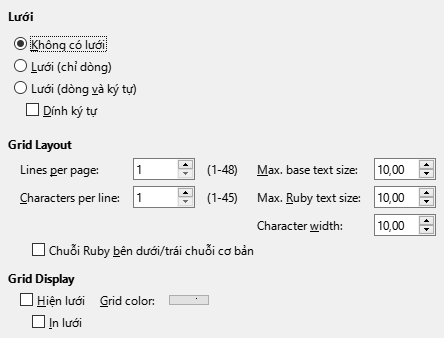 Lưới
Không có lưới
Lưới (chỉ dòng)
Lưới (dòng và ký tự)
Dính ký tự
Grid Layout
Lines per page: 1 (1-48) Max. base text size: 10,00
Characters per line: 1 (1-45) Max. Ruby text size: 10,00
Character width: 10,00
Chuỗi Ruby bên dưới/trái chuỗi cơ bản
Grid Display
Hiện lưới Grid color:
In lưới